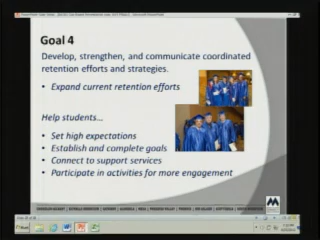 Goal 4
Develop, strengthen, and communicate coordinated
retention efforts and strategies.
• Expand current retention efforts
Help students...
• Set high expectations
• Establish and complete goals
• Connect to support services
• Participate in activities for more engagement